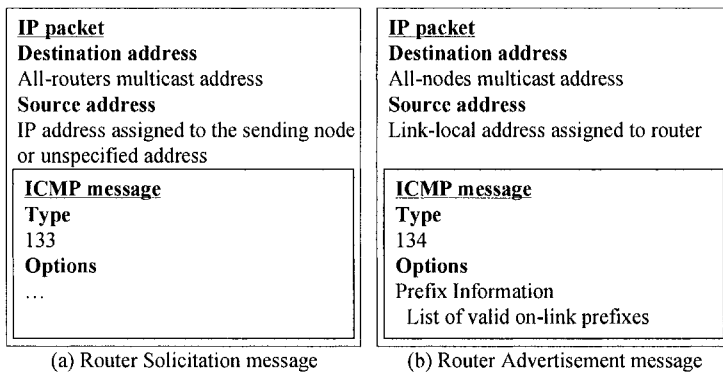 IP packet
Destination address
All-routers multicast address
Source address
IP address assigned to the sending node
or unspecified address
ICMP message
Type
133
Options
...
(a) Router Solicitation message
IP packet
Destination address
All-nodes multicast address
Source address
Link-local address assigned to router
ICMP message
Type
134
Options
Prefix Information
List of valid on-link prefixes
(b) Router Advertisement message